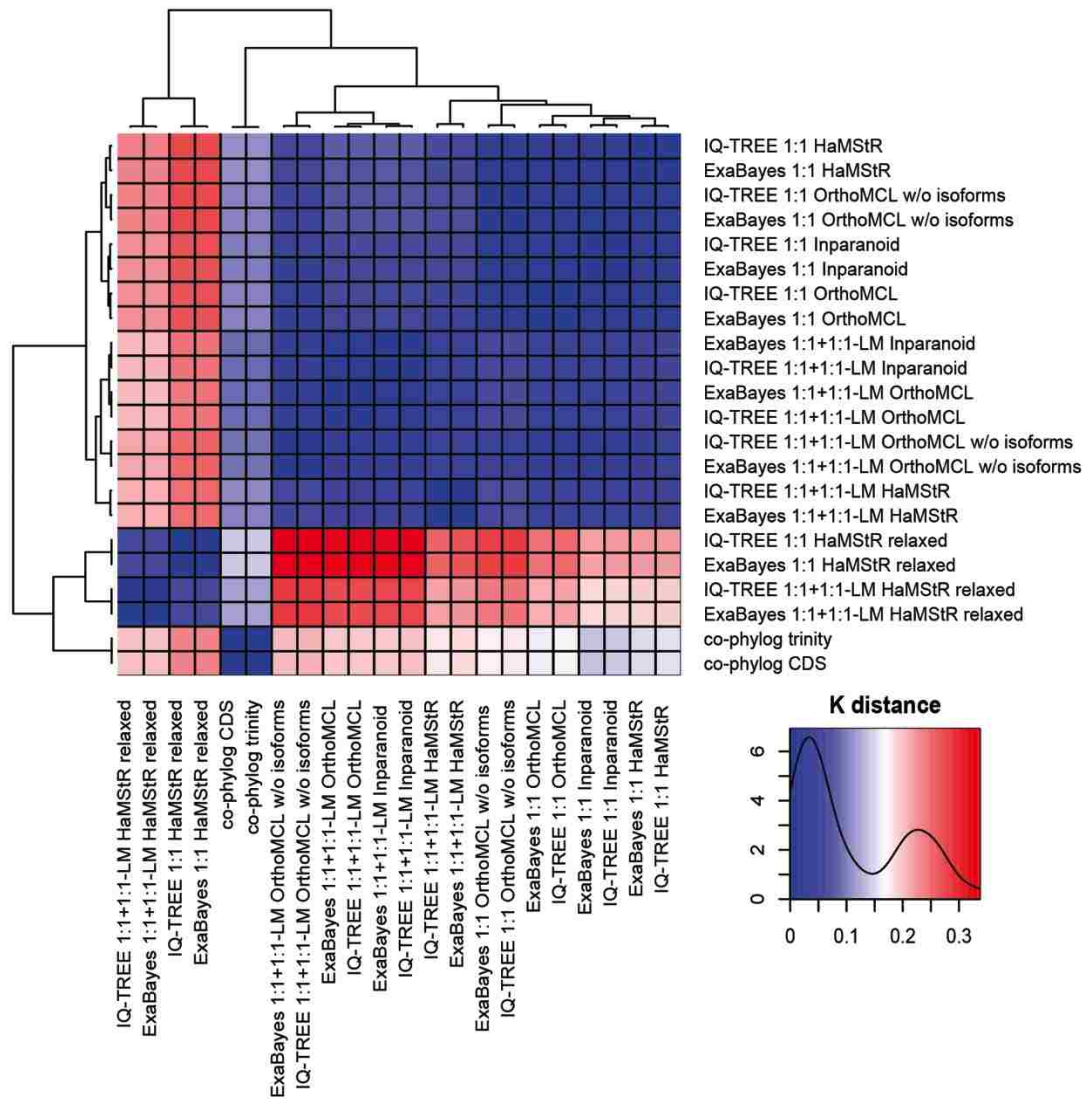 IQ-TREE 1:1 HaMStR
ExaBayes 1:1 HaMStR
IQ-TREE 1:1 OrthoMCL w/o isoforms
ExaBayes 1:1 OrthoMCL w/o isoforms
IQ-TREE 1:1 Inparanoid
ExaBayes 1:1 Inparanoid
IQ-TREE 1:1 OrthoMCL
ExaBayes 1:1 OrthoMCL
ExaBayes 1:1+1:1-LM Inparanoid
IQ-TREE 1:1+1:1-LM Inparanoid
ExaBayes 1:1+1:1-LM OrthoMCL
IQ-TREE 1:1+1:1-LM OrthoMCL
IQ-TREE 1:1+1:1-LM OrthoMCL w/o isoforms
ExaBayes 1:1+1:1-LM OrthoMCL w/o isoforms
IQ-TREE 1:1+1:1-LM HaMStR
ExaBayes 1:1+1:1-LM HaMStR
IQ-TREE 1:1 HaMStR relaxed
ExaBayes 1:1 HaMStR relaxed
IQ-TREE 1:1+1:1-LM HaMStR relaxed
ExaBayes 1:1+1:1-LM HaMStR relaxed
co-phylog trinity
co-phylog CDS
IQ-TREE 1:1+1:1-LM HaMStR relaxed
ExaBayes 1:1+1:1-LM HaMStR relaxed
IQ-TREE 1:1 HaMStR relaxed
ExaBayes 1:1 HaMStR relaxed
co-phylog CDS
co-phylog trinity
ExaBayes 1:1+1:1-LM OrthoMCL w/o isoforms
IQ-TREE 1:1+1:1-LM OrthoMCL w/o isoforms
ExaBayes 1:1+1:1-LM OrthoMCL
IQ-TREE 1:1+1:1-LM OrthoMCL
ExaBayes 1:1+1:1-LM Inparanoid
IQ-TREE 1:1+1:1-LM Inparanoid
IQ-TREE 1:1+1:1-LM HaMStR
ExaBayes 1:1+1:1-LM HaMStR
ExaBayes 1:1 OrthoMCL w/o isoforms
IQ-TREE 1:1 OrthoMCL w/o isoforms
ExaBayes 1:1 OrthoMCL
IQ-TREE 1:1 OrthoMCL
ExaBayes 1:1 Inparanoid
IQ-TREE 1:1 Inparanoid
ExaBayes 1:1 HaMStR
IQ-TREE 1:1 HaMStR
K distance
6
4
2
0
0 0.1 0.2 0.3